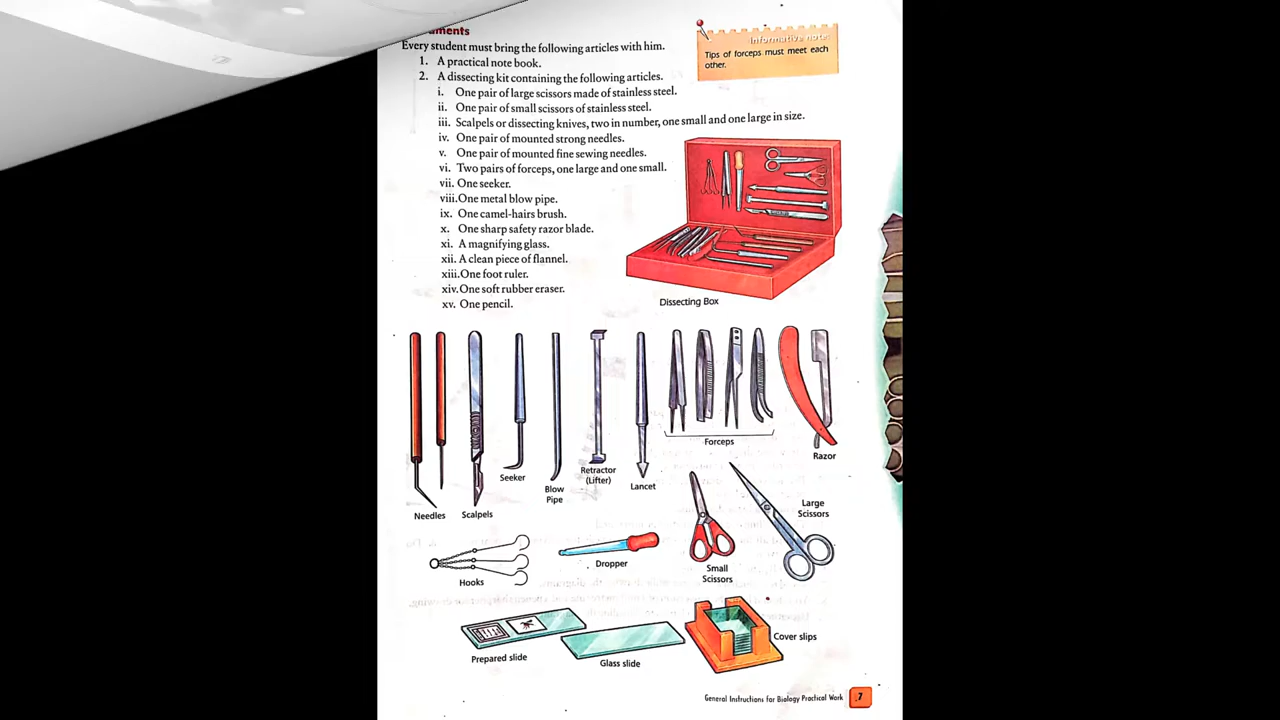 Every student must bring the following articles with him.
1. A practical note book.
2. A dissecting kit containing the following articles.
i. One pair of large scissors made of stainless steel.
ii. One pair of small scissors of stainless steel.
iii. Scalpels or dissecting knives, two in number, one small and one large in size.
iv. One pair of mounted strong needles.
v. One pair of mounted fine sewing needles.
vi. Two pairs of forceps, one large and one small.
vii. One seeker.
viii. One metal blow pipe.
ix. One camel-hairs brush.
x. One sharp safety razor blade.
xi. A magnifying glass.
xii. A clean piece of flannel.
xiii. One foot ruler.
xiv. One soft rubber eraser.
xv. One pencil.
Informative note
Tips of forceps must meet each
other.
Dissecting Box
Needles
Scalpels
Seeker
Blow
Pipe
Retractor
(Lifter)
Lancet
Forceps
Razor
Hooks
Dropper
Small
Scissors
Large
Scissors
Prepared slide
Glass slide
Cover slips
General Instructions for Biology Practical Work 7